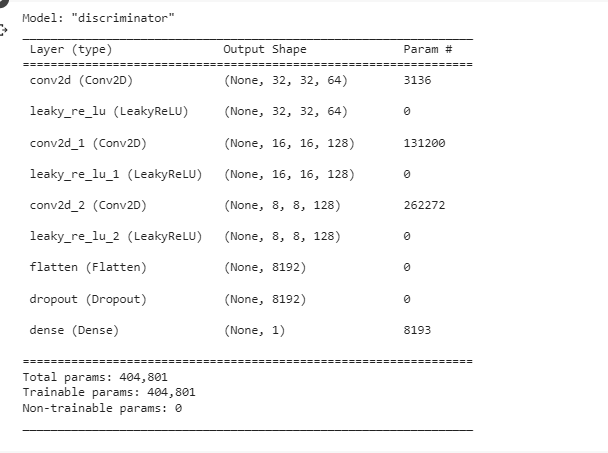 Model: "discriminator"
Layer (type) Output Shape Param #
conv2d (Conv2D) (None, 32, 32, 64) 3136
leaky_re_lu (LeakyReLU) (None, 32, 32, 64) 0
conv2d_1 (Conv2D) (None, 16, 16, 128) 131200
leaky_re_lu_1 (LeakyReLU) (None, 16, 16, 128) 0
conv2d_2 (Conv2D) (None, 8, 8, 128) 262272
leaky_re_lu_2 (LeakyReLU) (None, 8, 8, 128) 0
flatten (Flatten) (None, 8192) 0
dropout (Dropout) (None, 8192) 0
dense (Dense) (None, 1) 8193
Total params: 404,801
Trainable params: 404,801
Non-trainable params: 0